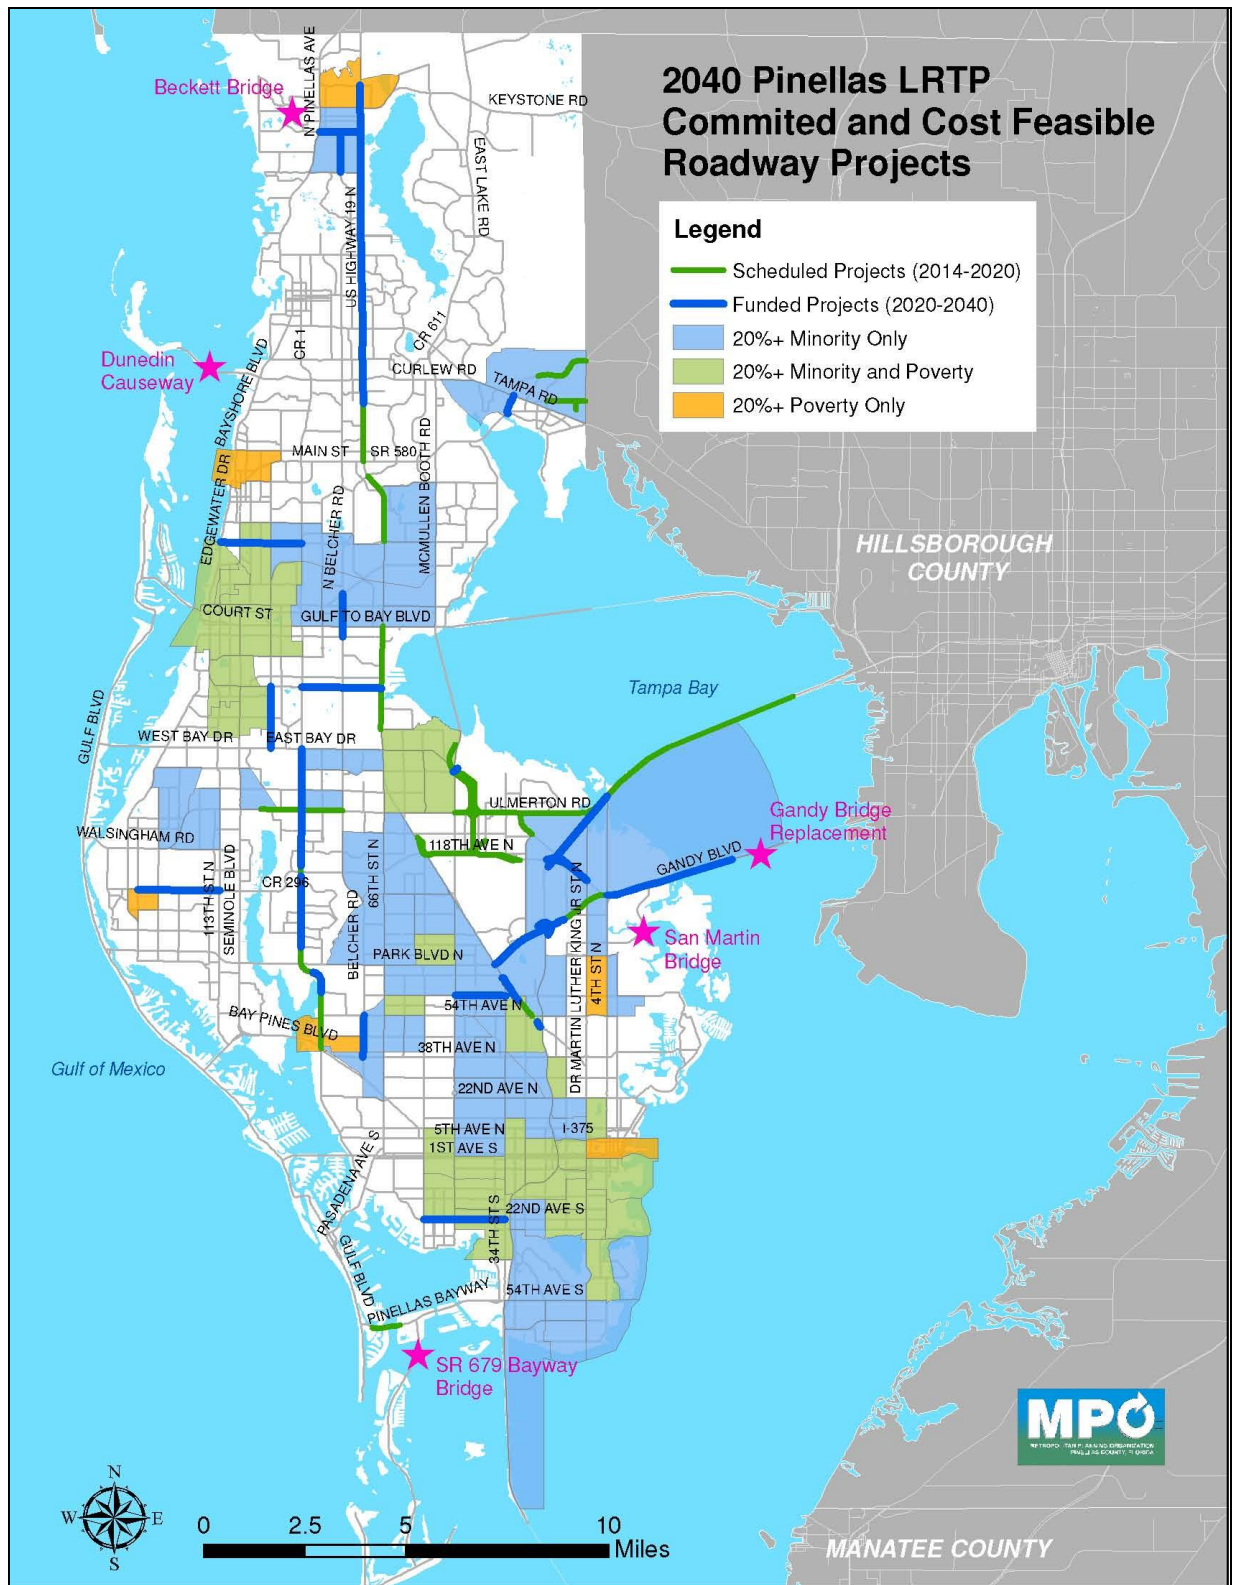 2040 Pinellas LRTP
Commited and Cost Feasible
Roadway Projects
Legend
Scheduled Projects (2014-2020)
Funded Projects (2020-2040)
20%+ Minority Only
20%+ Minority and Poverty
20%+ Poverty Only
Beckett Bridge
N PINELLAS AVE
KEYSTONE RD
EAST LAKE RD
US HIGHWAY 19 N
CR 1
CR 611
Dunedin
Causeway
BAYSHORE BLVD
CURLEW RD
TAMPA RD
MAIN ST
SR 580
EDGEWATER DR
N BELCHER RD
MCMULLEN BOOTH RD
HILLSBOROUGH
COUNTY
COURT ST
GULF TO BAY BLVD
Tampa Bay
GULF BLVD
WEST BAY DR
EAST BAY DR
ULMERTON RD
Gandy Bridge
Replacement
WALSINGHAM RD
118TH AVE N
GANDY BLVD
66TH ST N
113TH ST N
SEMINOLE BLVD
CR 296
BELCHER RD
DR MARTIN LUTHER KING JR ST N
San Martin
Bridge
PARK BLVD N
4TH ST N
54TH AVE N
BAY PINES BLVD
38TH AVE N
Gulf of Mexico
22ND AVE N
5TH AVE N
I-375
1ST AVE S
PASADENA AVE S
22ND AVE S
34TH ST S
GULF BLVD
54TH AVE S
PINELLAS BAYWAY
SR 679 Bayway
Bridge
MPO
METROPOLITAN PLANNING ORGANIZATION
PINELLAS COUNTY, FLORIDA
N
W
E
S
0
2.5
5
10
Miles
MANATEE COUNTY